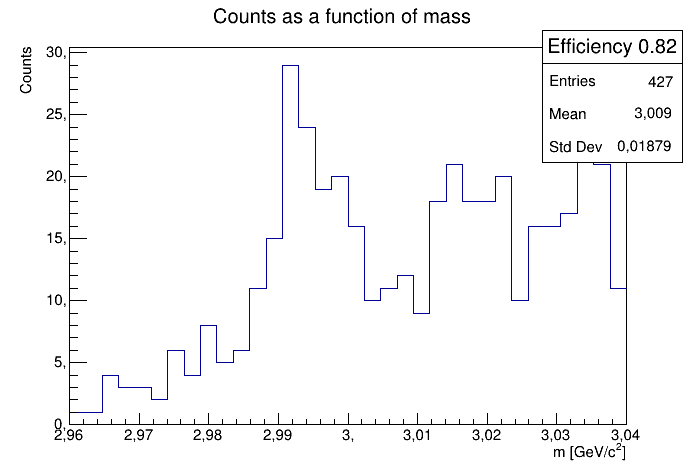 Counts as a function of mass
Efficiency 0.82
Entries 427
Mean 3,009
Std Dev 0,01879
Counts
30,
25,
20,
15,
10,
5,
0,
2,96 2,97 2,98 2,99 3, 3,01 3,02 3,03 3,04
m [GeV/c²]